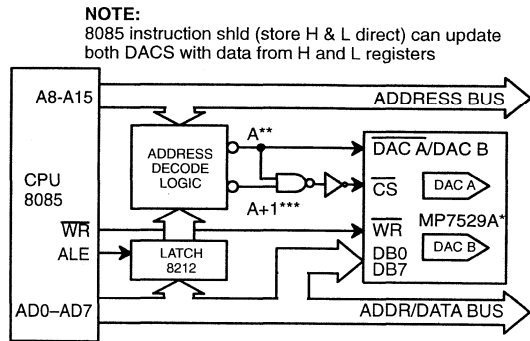 NOTE:
8085 instruction shld (store H & L direct) can update
both DACS with data from H and L registers
A8-A15
ADDRESS BUS
A**
ADDRESS
DECODE
LOGIC
DAC A/DAC B
CPU
8085
CS
DAC A
A+1***
WR
WR
MP7529A*
ALE
LATCH
8212
DB0
DB7
DAC B
AD0–AD7
ADDR/DATA BUS